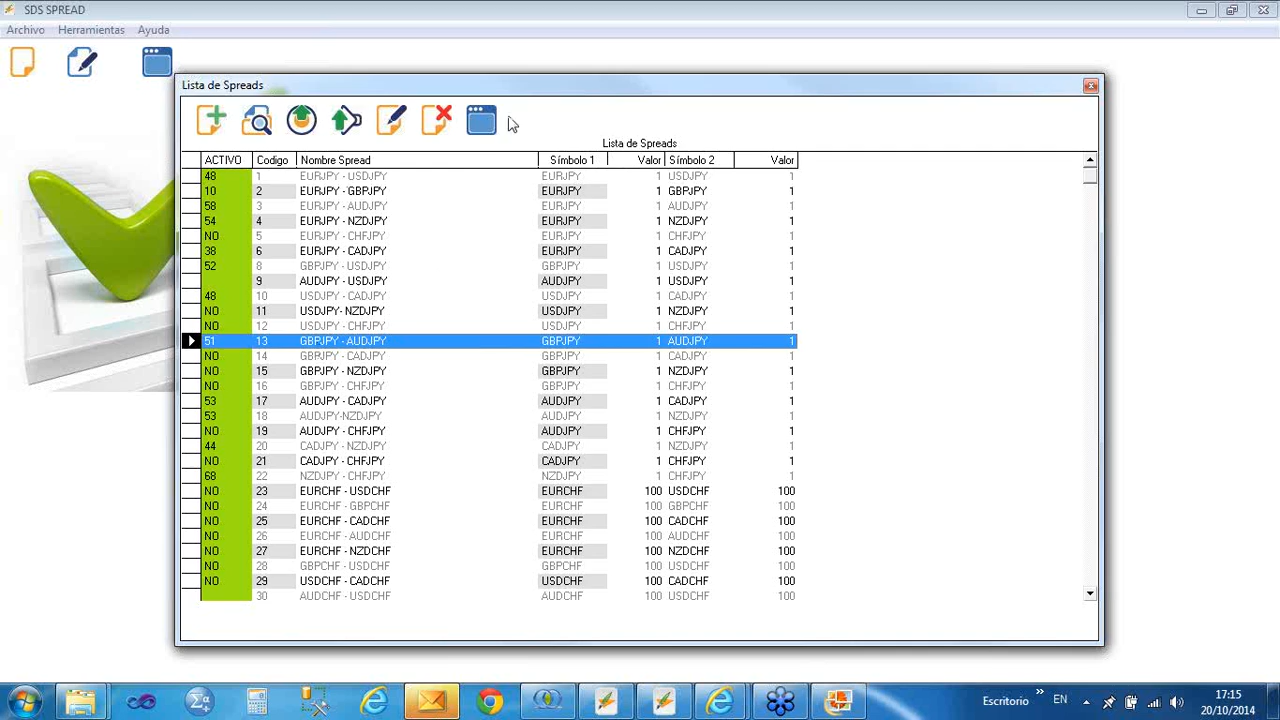 SDS SPREAD
Archivo Herramientas Ayuda
Lista de Spreads
Lista de Spreads
ACTIVO Codigo Nombre Spread Símbolo 1 Valor Símbolo 2 Valor
48 1 EURJPY - USDJPY EURJPY 1 USDJPY 1
10 2 EURJPY - GBPJPY EURJPY 1 GBPJPY 1
58 3 EURJPY - AUDJPY EURJPY 1 AUDJPY 1
54 4 EURJPY - NZDJPY EURJPY 1 NZDJPY 1
NO 5 EURJPY - CHFJPY EURJPY 1 CHFJPY 1
38 6 EURJPY - CADJPY EURJPY 1 CADJPY 1
52 8 GBPJPY - USDJPY GBPJPY 1 USDJPY 1
9 AUDJPY - USDJPY AUDJPY 1 USDJPY 1
48 10 USDJPY - CADJPY USDJPY 1 CADJPY 1
NO 11 USDJPY- NZDJPY USDJPY 1 NZDJPY 1
NO 12 USDJPY - CHFJPY USDJPY 1 CHFJPY 1
51 13 GBPJPY - AUDJPY GBPJPY 1 AUDJPY 1
NO 14 GBPJPY - CADJPY GBPJPY 1 CADJPY 1
NO 15 GBPJPY - NZDJPY GBPJPY 1 NZDJPY 1
NO 16 GBPJPY - CHFJPY GBPJPY 1 CHFJPY 1
53 17 AUDJPY - CADJPY AUDJPY 1 CADJPY 1
53 18 AUDJPY-NZDJPY AUDJPY 1 NZDJPY 1
NO 19 AUDJPY - CHFJPY AUDJPY 1 CHFJPY 1
44 20 CADJPY - NZDJPY CADJPY 1 NZDJPY 1
NO 21 CADJPY - CHFJPY CADJPY 1 CHFJPY 1
68 22 NZDJPY - CHFJPY NZDJPY 1 CHFJPY 1
NO 23 EURCHF - USDCHF EURCHF 100 USDCHF 100
NO 24 EURCHF - GBPCHF EURCHF 100 GBPCHF 100
NO 25 EURCHF - CADCHF EURCHF 100 CADCHF 100
NO 26 EURCHF - AUDCHF EURCHF 100 AUDCHF 100
NO 27 EURCHF - NZDCHF EURCHF 100 NZDCHF 100
NO 28 GBPCHF - USDCHF GBPCHF 100 USDCHF 100
NO 29 USDCHF - CADCHF USDCHF 100 CADCHF 100
30 AUDCHF - USDCHF AUDCHF 100 USDCHF 100
Escritorio » EN 17:15
20/10/2014